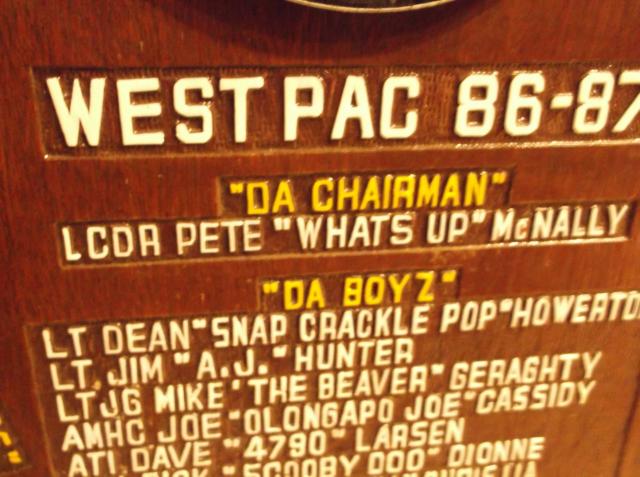 WEST PAC 86-87
"DA CHAIRMAN"
LCDR PETE "WHATS UP" McNALLY
"DA BOYZ"
LT DEAN "SNAP CRACKLE POP" HOWERTO
LT. JIM "A.J." HUNTER
LTJG MIKE "THE BEAVER" GERAGHTY
AMHC JOE "OLONGAPO JOE" CASSIDY
AT1 DAVE "4790" LARSEN
"SCOOBY DOO" DIONNE